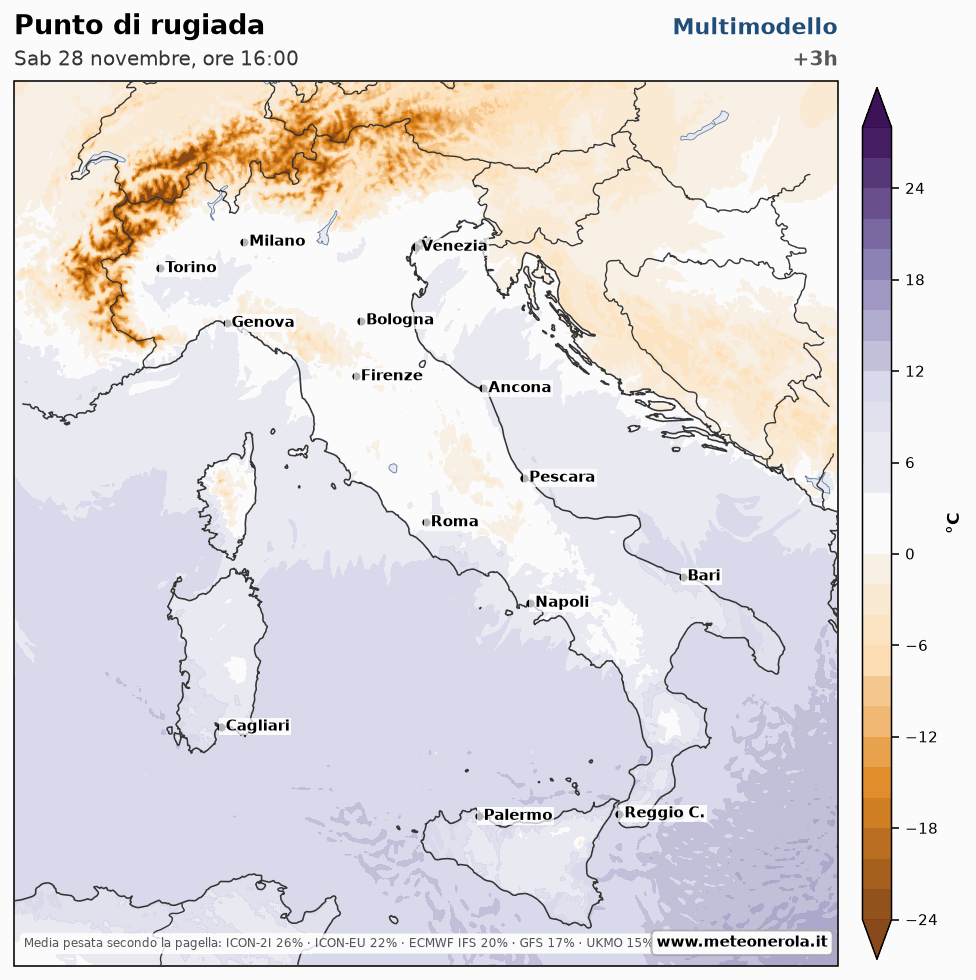 Punto di rugiada
Multimodello
Sab 28 novembre, ore 16:00
+3h
24
18
12
6
0
−6
−12
−18
−24
°C
Milano
Venezia
Torino
Genova
Bologna
Firenze
Ancona
Pescara
Roma
Bari
Napoli
Cagliari
Palermo
Reggio C.
Media pesata secondo la pagella: ICON-2I 26% · ICON-EU 22% · ECMWF IFS 20% · GFS 17% · UKMO 15%
www.meteonerola.it